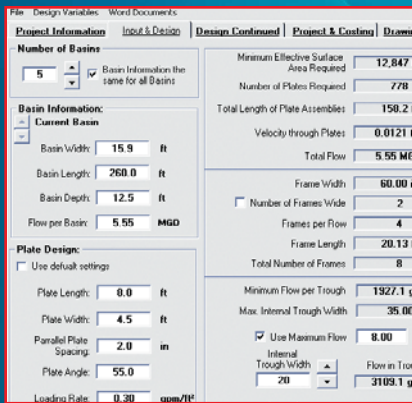 File Design Variables Word Documents
Project Information Input & Design Design Continued Project & Costing
Number of Basins
5
Basin Information the same for all Basins
Basin Information:
Current Basin
Basin Width: 15.9 ft
Basin Length: 260.0 ft
Basin Depth: 12.5 ft
Flow per Basin: 5.55 MGD
Plate Design:
Use defualt settings
Plate Length: 8.0 ft
Plate Width: 4.5 ft
Parrallel Plate Spacing: 2.0 in
Plate Angle: 55.0
Loading Rate: 0.30 gpm/ft²
Minimum Effective Surface Area Required 12,847
Number of Plates Required 778
Total Length of Plate Assemblies 158.2
Velocity through Plates 0.0121
Total Flow 5.55
Frame Width 60.00
Number of Frames Wide 2
Frames per Row 4
Frame Length 20.13
Total Number of Frames 8
Minimum Flow per Trough 1927.1 g
Max. Internal Trough Width 35.00
Use Maximum Flow 8.00
Internal Trough Width
20
Flow in Trou
3109.1 g